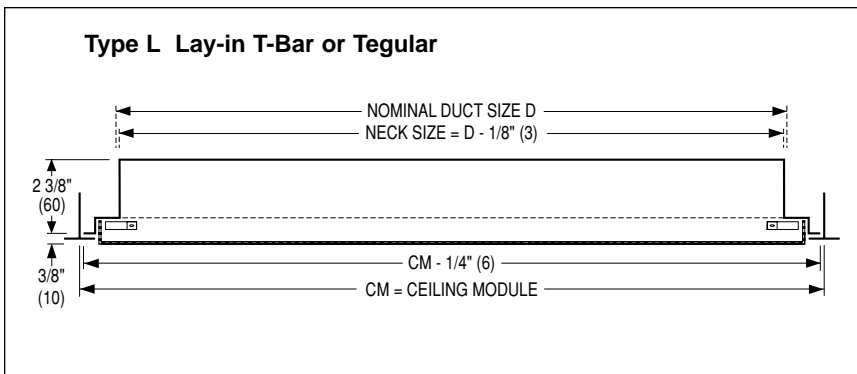 Type L Lay-in T-Bar or Tegular
NOMINAL DUCT SIZE D
NECK SIZE = D - 1/8" (3)
2 3/8"
(60)
3/8"
(10)
CM - 1/4" (6)
CM = CEILING MODULE